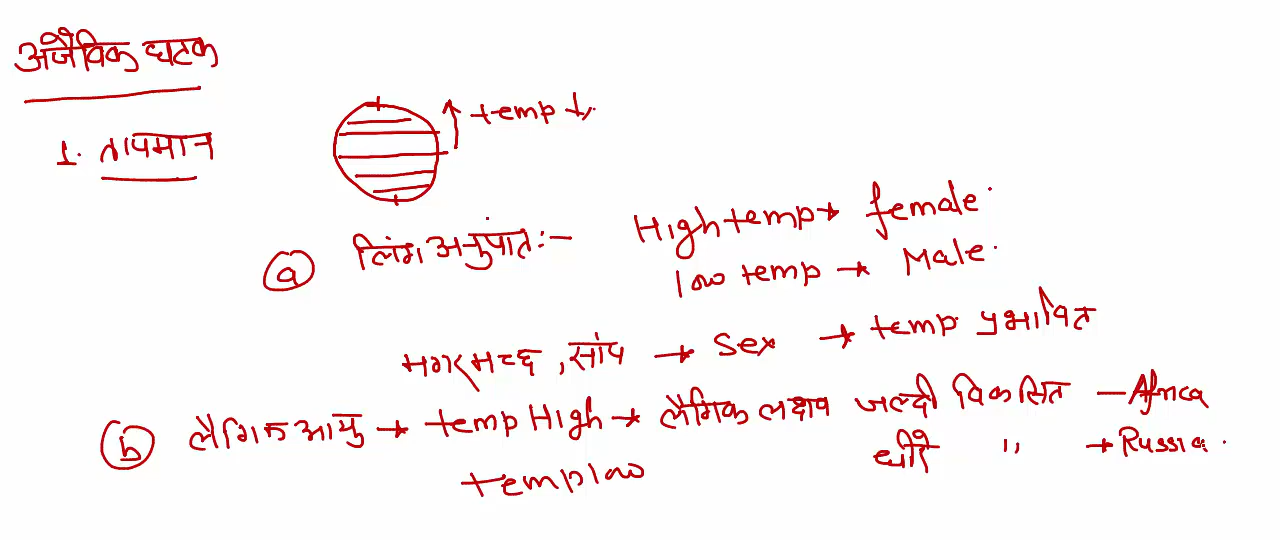 अजैविक घटक
1. तापमान
temp ↓.
(a) लिंग अनुपात :- High temp → female.
low temp → Male.
मगरमच्छ, सांप → Sex → temp प्रभावित
(b) लैंगिक आयु → temp High → लैंगिक लक्षण जल्दी विकसित - Africa
temp low धीरे " → Russia.